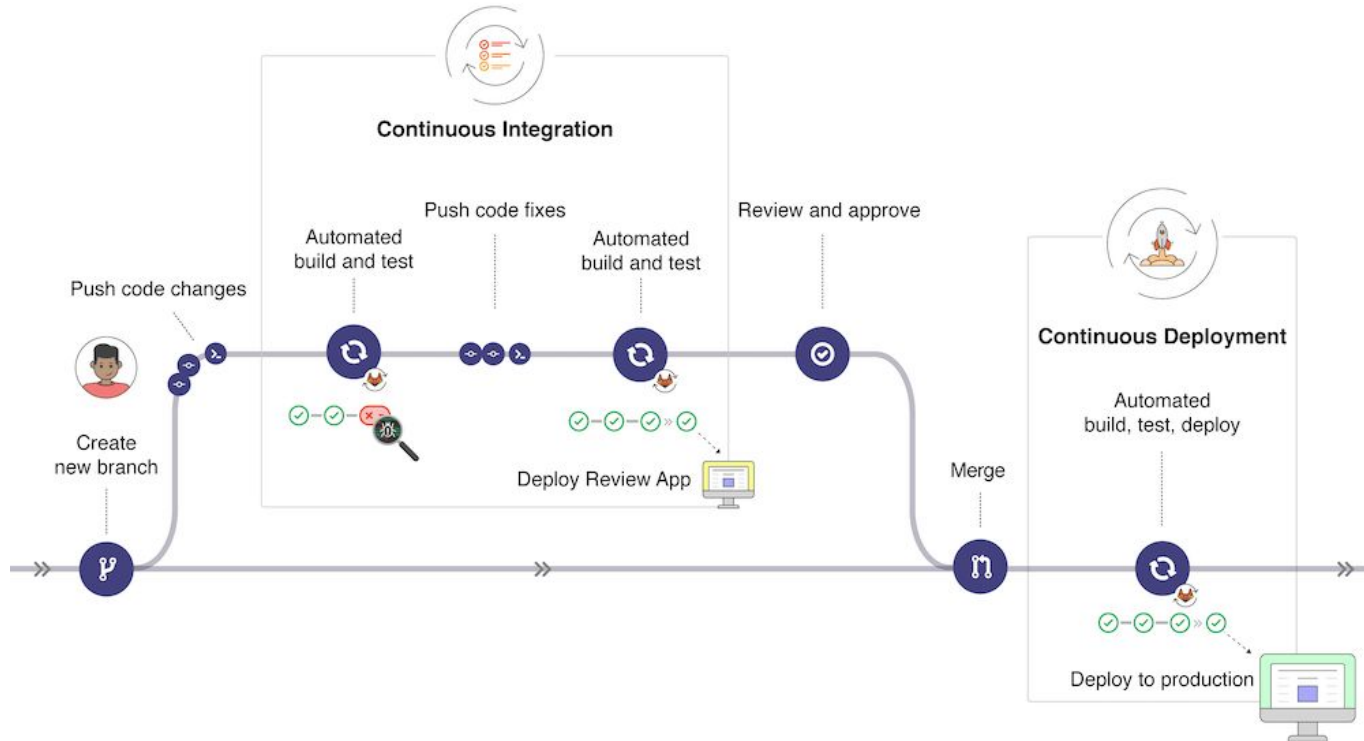 Continuous Integration
Push code fixes
Review and approve
Automated
build and test
Automated
build and test
Push code changes
Continuous Deployment
Automated
build, test, deploy
Create
new branch
Deploy Review App
Merge
Deploy to production